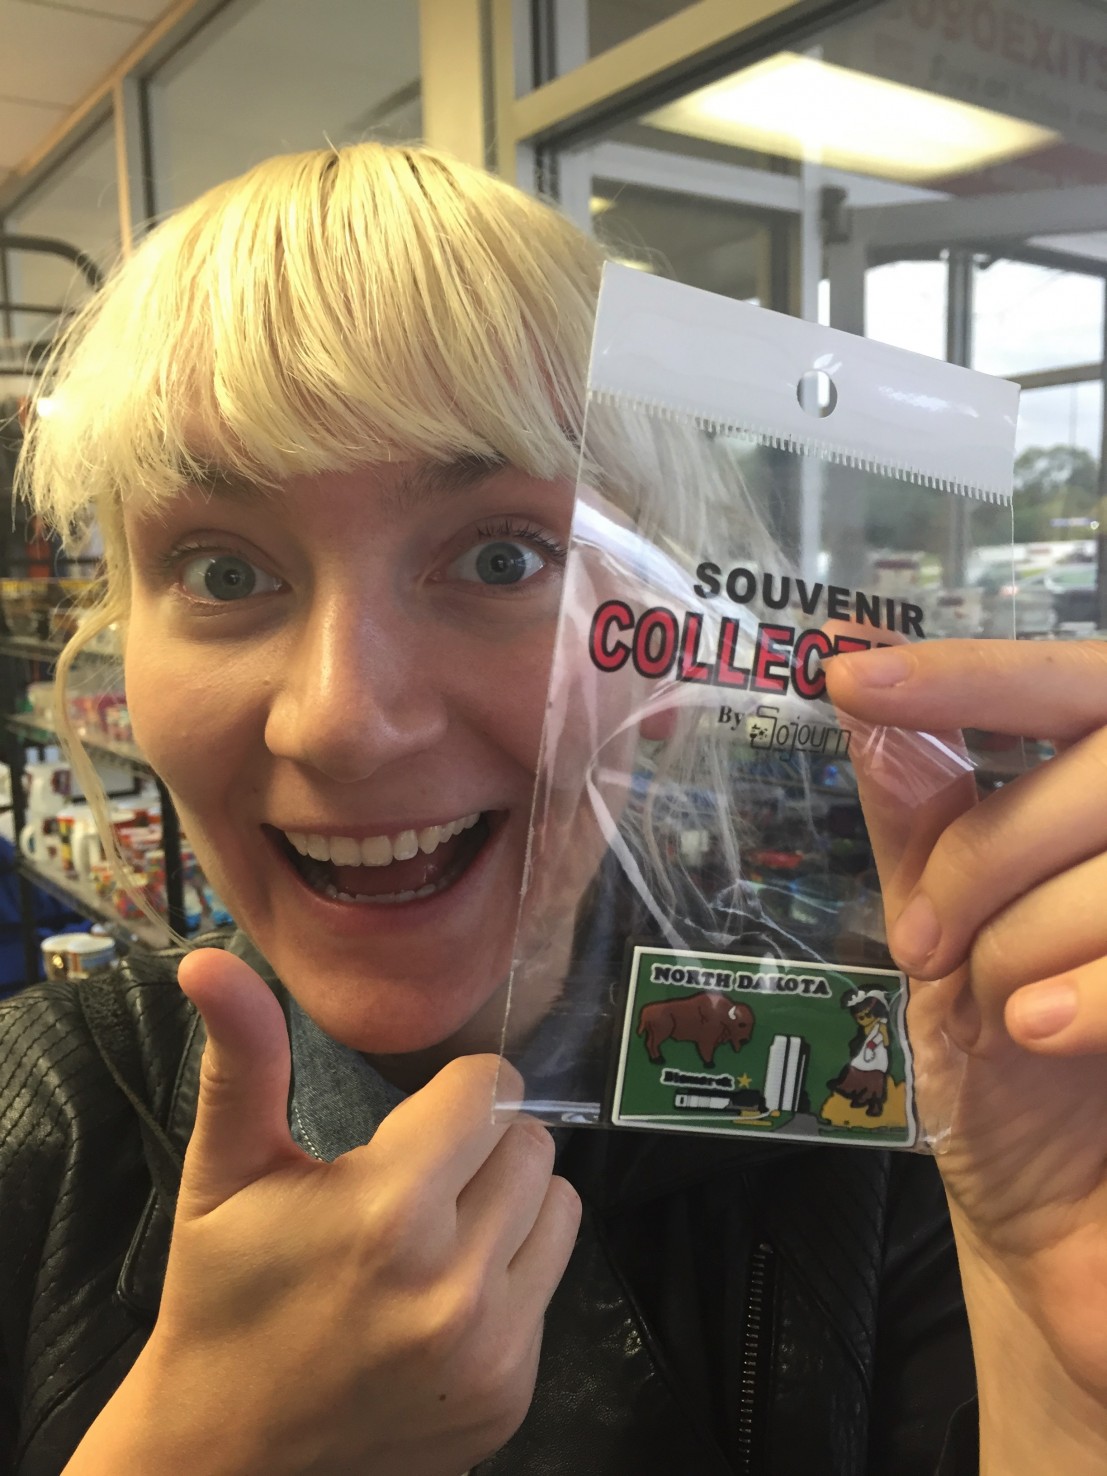 SOUVENIR
COLLEC
By Sojourn
NORTH DAKOTA
Bismarck